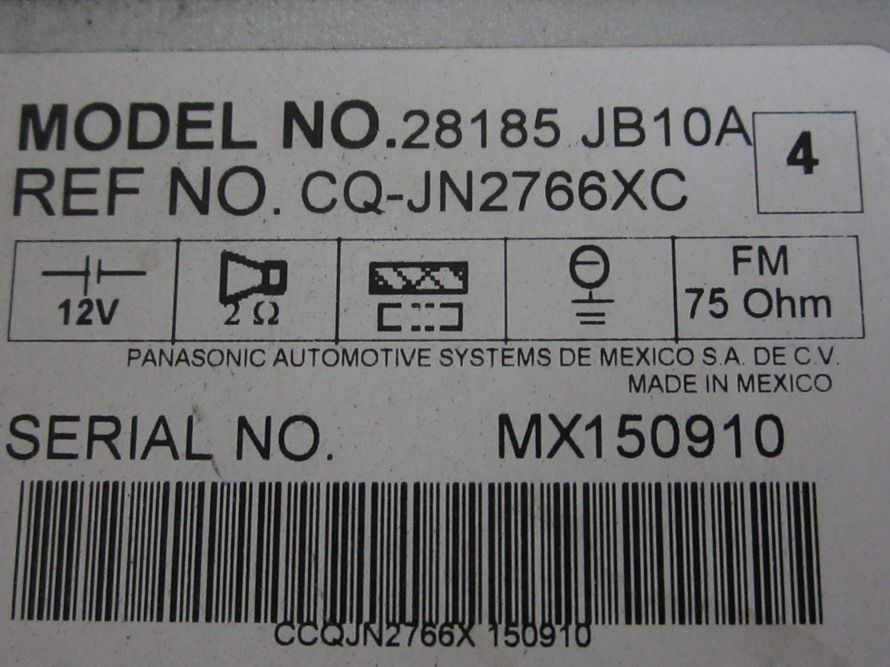 MODEL NO. 28185 JB10A 4
REF NO. CQ-JN2766XC
12V
2 Ω
FM
75 Ohm
PANASONIC AUTOMOTIVE SYSTEMS DE MEXICO S.A. DE C.V.
MADE IN MEXICO
SERIAL NO. MX150910
CCQJN2766X 150910